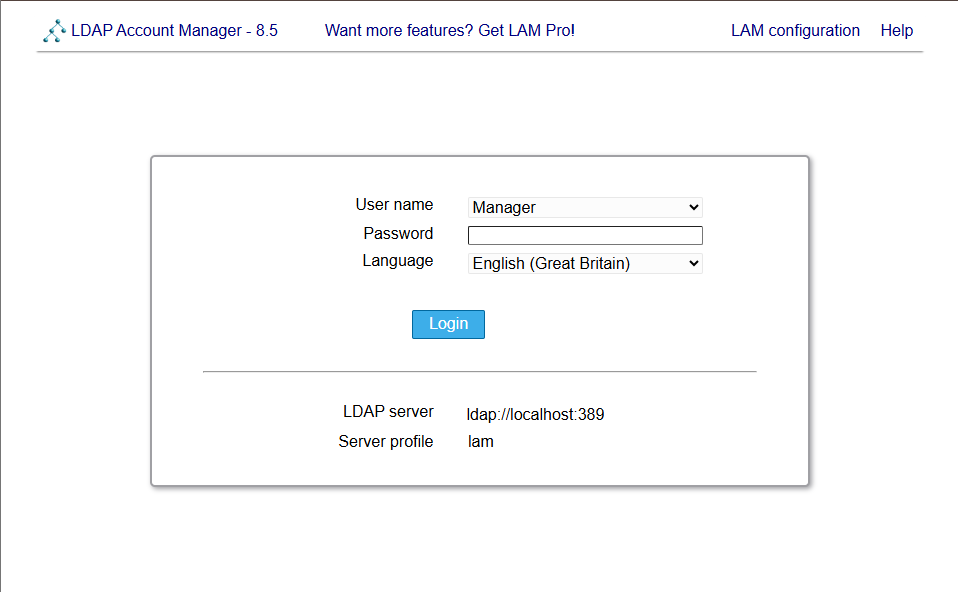 LDAP Account Manager - 8.5 Want more features? Get LAM Pro! LAM configuration Help
User name Manager
Password
Language English (Great Britain)
Login
LDAP server ldap://localhost:389
Server profile lam